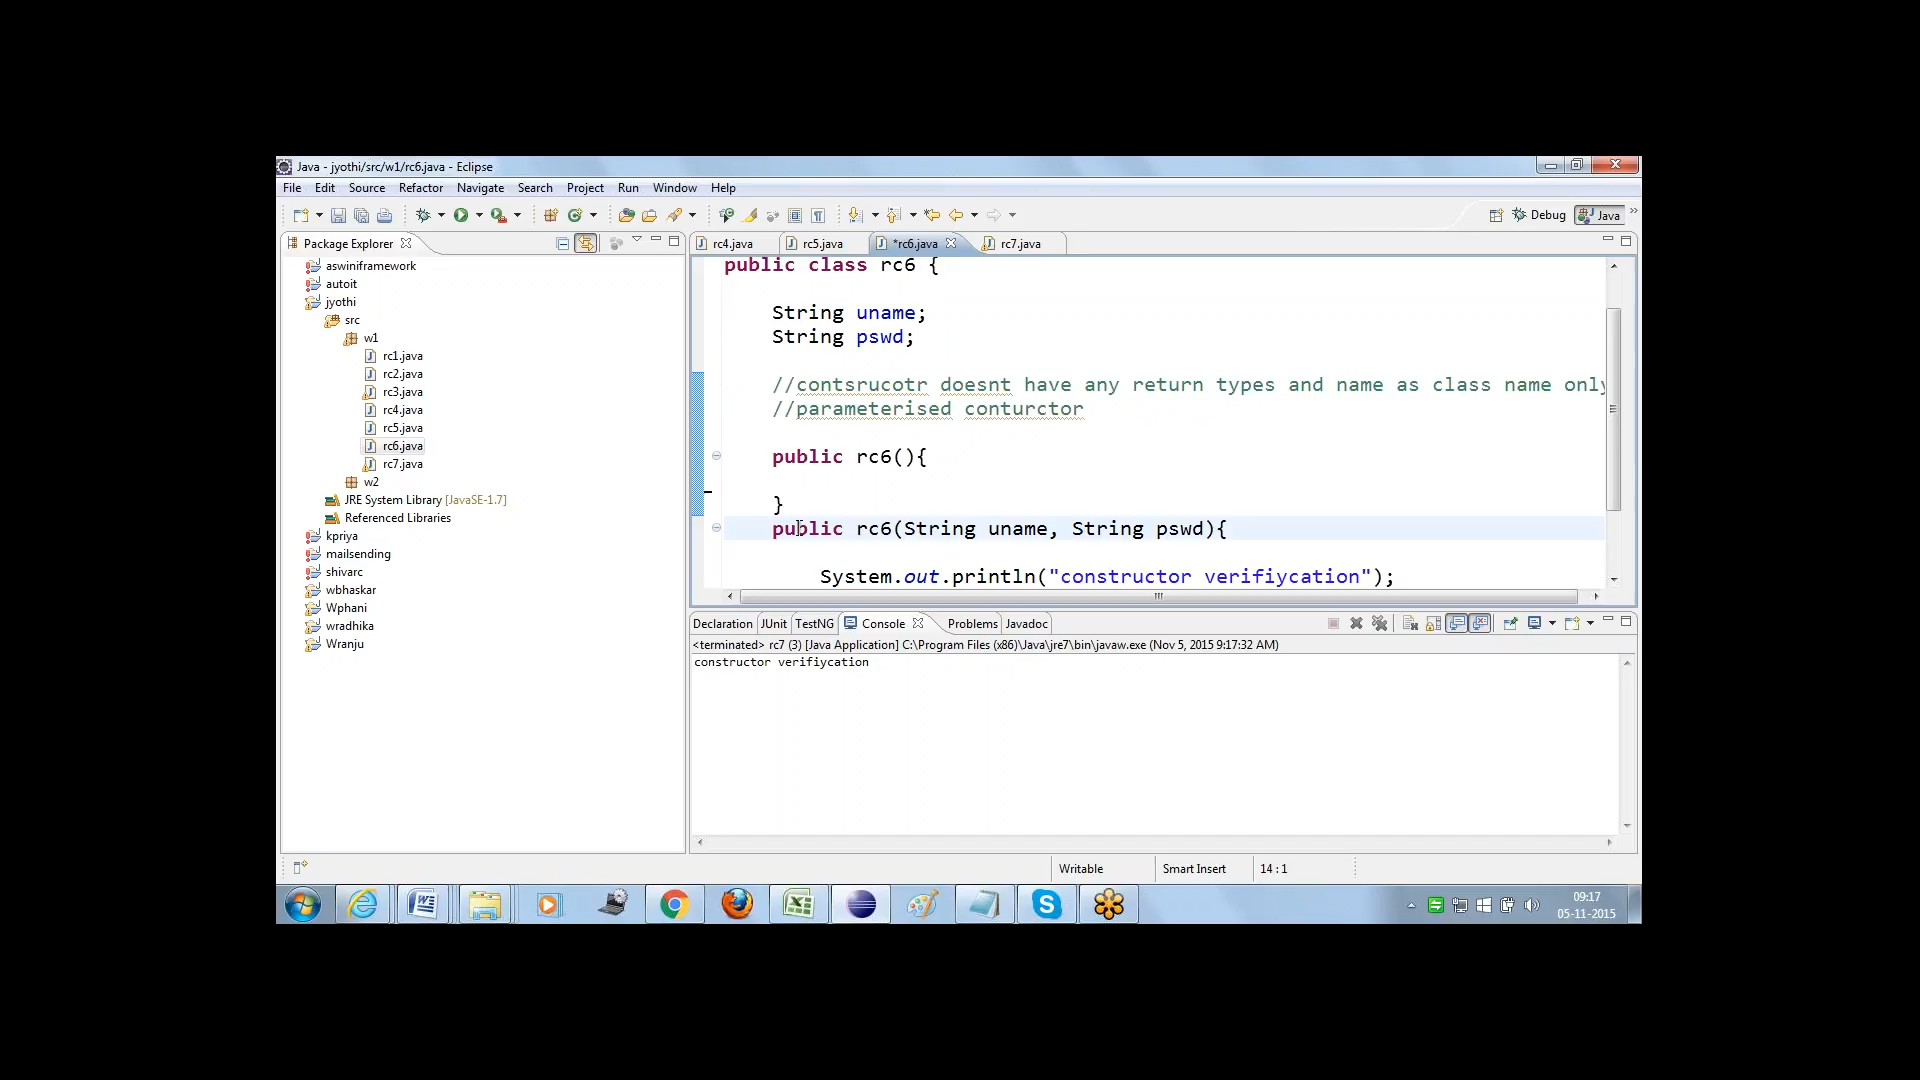 Java - jyothi/src/w1/rc6.java - Eclipse
File Edit Source Refactor Navigate Search Project Run Window Help
Debug Java
Package Explorer
rc4.java rc5.java *rc6.java rc7.java
aswiniframework
autoit
jyothi
src
w1
rc1.java
rc2.java
rc3.java
rc4.java
rc5.java
rc6.java
rc7.java
w2
JRE System Library [JavaSE-1.7]
Referenced Libraries
kpriya
mailsending
shivarc
wbhaskar
Wphani
wradhika
Wranju
public class rc6 {
String uname;
String pswd;
//contsrucotr doesnt have any return types and name as class name only
//parameterised conturctor
public rc6(){
}
public rc6(String uname, String pswd){
System.out.println("constructor verifiycation");
Declaration JUnit TestNG Console Problems Javadoc
<terminated> rc7 (3) [Java Application] C:\Program Files (x86)\Java\jre7\bin\javaw.exe (Nov 5, 2015 9:17:32 AM)
constructor verifiycation
Writable Smart Insert 14 : 1
09:17
05-11-2015